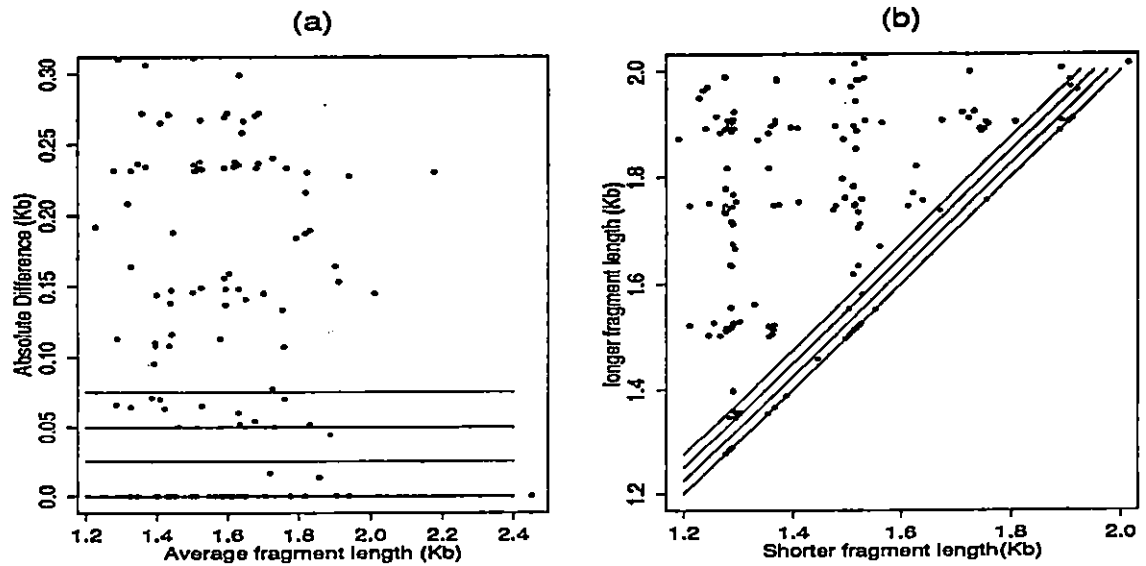 (a)
Absolute Difference (Kb)
0.30
0.25
0.20
0.15
0.10
0.05
0.0
1.2 1.4 1.6 1.8 2.0 2.2 2.4
Average fragment length (Kb)
(b)
longer fragment length (Kb)
2.0
1.8
1.6
1.4
1.2
1.2 1.4 1.6 1.8 2.0
Shorter fragment length(Kb)